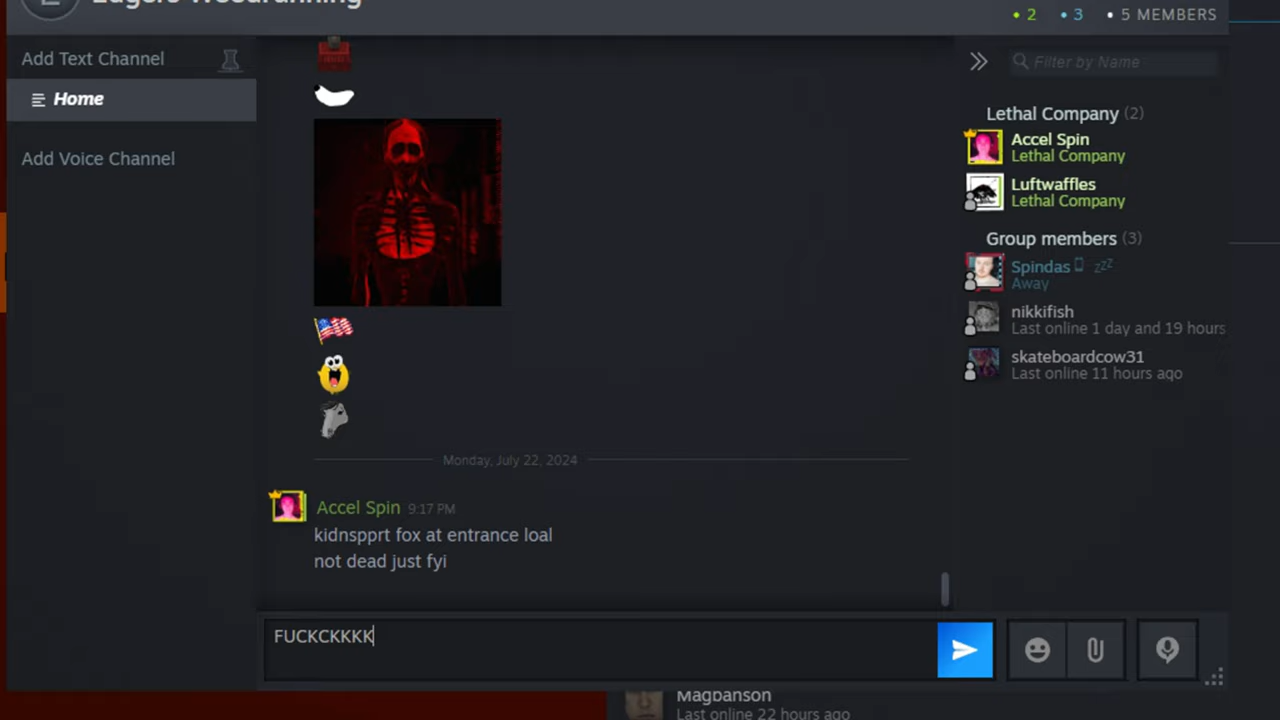 2 3 5 MEMBERS
Add Text Channel
Home
Add Voice Channel
Filter by Name
Lethal Company (2)
Accel Spin
Lethal Company
Luftwaffles
Lethal Company
Group members (3)
Spindas zzZ
Away
nikkifish
Last online 1 day and 19 hours
skateboardcow31
Last online 11 hours ago
Monday, July 22, 2024
Accel Spin 9:17 PM
kidnspprt fox at entrance loal
not dead just fyi
FUCKCKKKK
Magbanson
Last online 22 hours ago